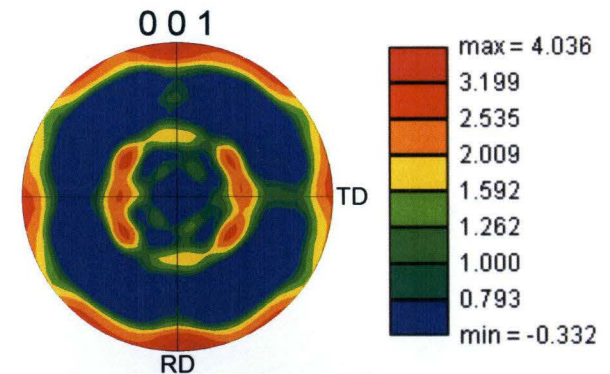 0 0 1
TD
RD
max = 4.036
3.199
2.535
2.009
1.592
1.262
1.000
0.793
min = -0.332